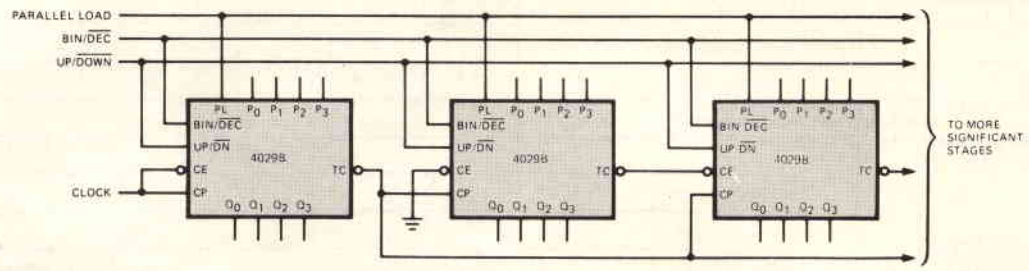 PARALLEL LOAD
BIN/DEC
UP/DOWN
PL P0 P1 P2 P3
BIN/DEC
UP/DN
4029B
CE
TC
CP
Q0 Q1 Q2 Q3
CLOCK
PL P0 P1 P2 P3
BIN/DEC
UP/DN
4029B
CE
TC
CP
Q0 Q1 Q2 Q3
PL P0 P1 P2 P3
BIN DEC
UP DN
4029B
CE
TC
CP
Q0 Q1 Q2 Q3
TO MORE
SIGNIFICANT
STAGES